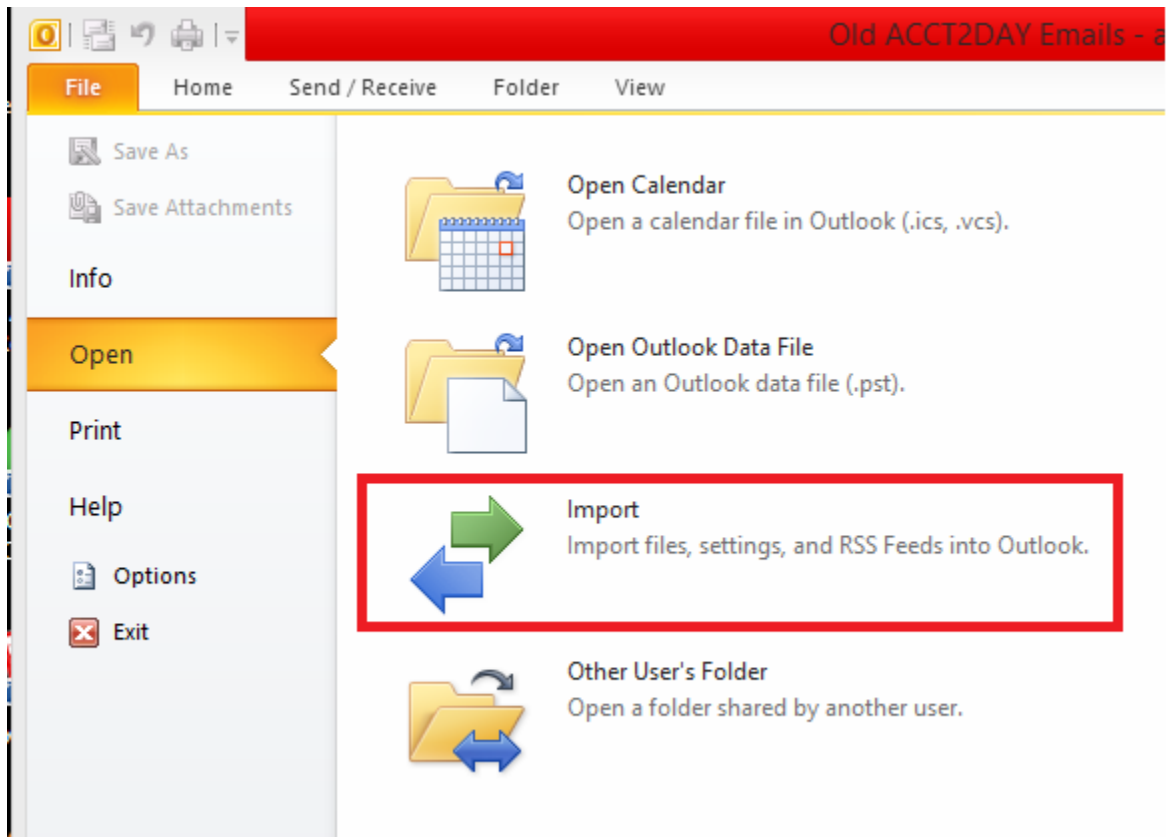 Old ACCT2DAY Emails -
File Home Send / Receive Folder View
Save As
Save Attachments
Info
Open
Print
Help
Options
Exit
Open Calendar
Open a calendar file in Outlook (.ics, .vcs).
Open Outlook Data File
Open an Outlook data file (.pst).
Import
Import files, settings, and RSS Feeds into Outlook.
Other User's Folder
Open a folder shared by another user.